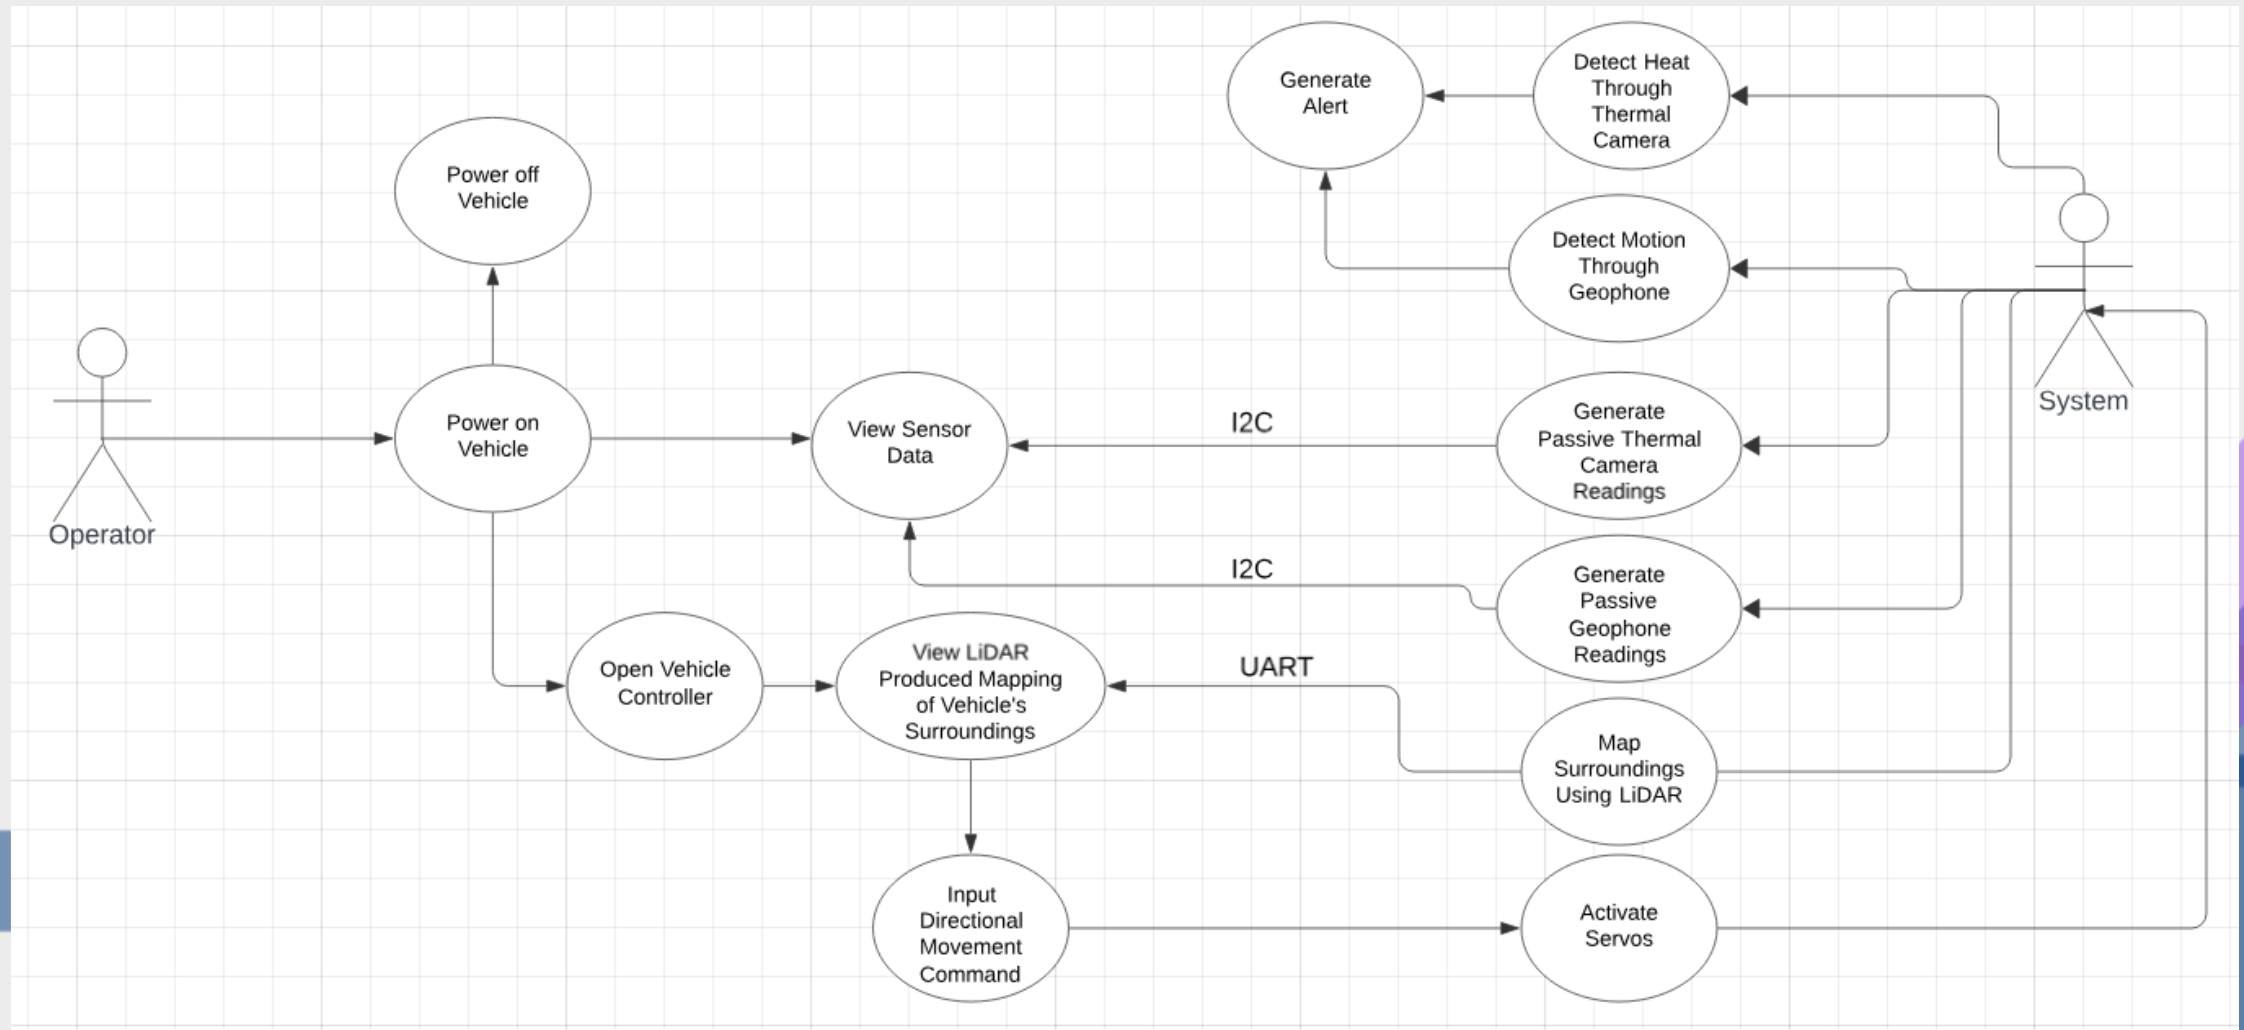 Generate
Alert
Detect Heat
Through
Thermal
Camera
Power off
Vehicle
Detect Motion
Through
Geophone
System
Operator
Power on
Vehicle
View Sensor
Data
I2C
Generate
Passive Thermal
Camera
Readings
I2C
Generate
Passive
Geophone
Readings
Open Vehicle
Controller
View LiDAR
Produced Mapping
of Vehicle's
Surroundings
UART
Map
Surroundings
Using LiDAR
Input
Directional
Movement
Command
Activate
Servos